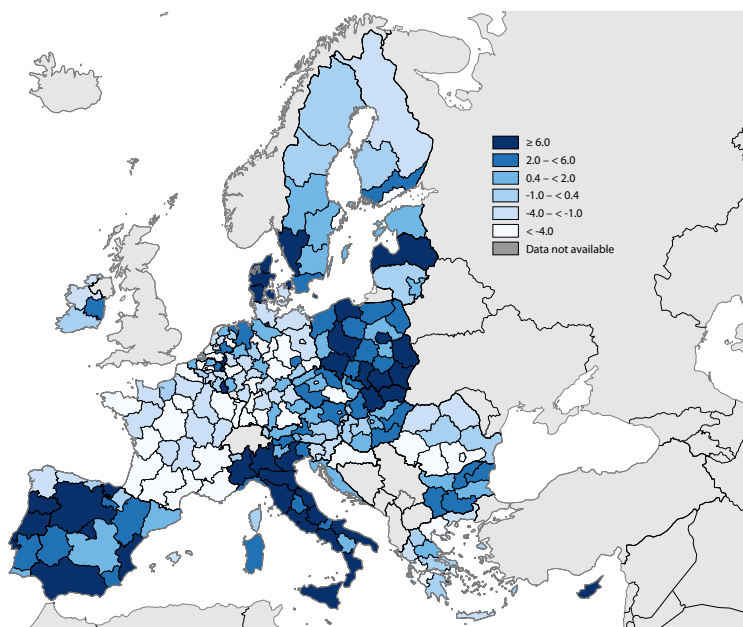 ≥ 6.0
2.0 – < 6.0
0.4 – < 2.0
-1.0 – < 0.4
-4.0 – < -1.0
< -4.0
Data not available